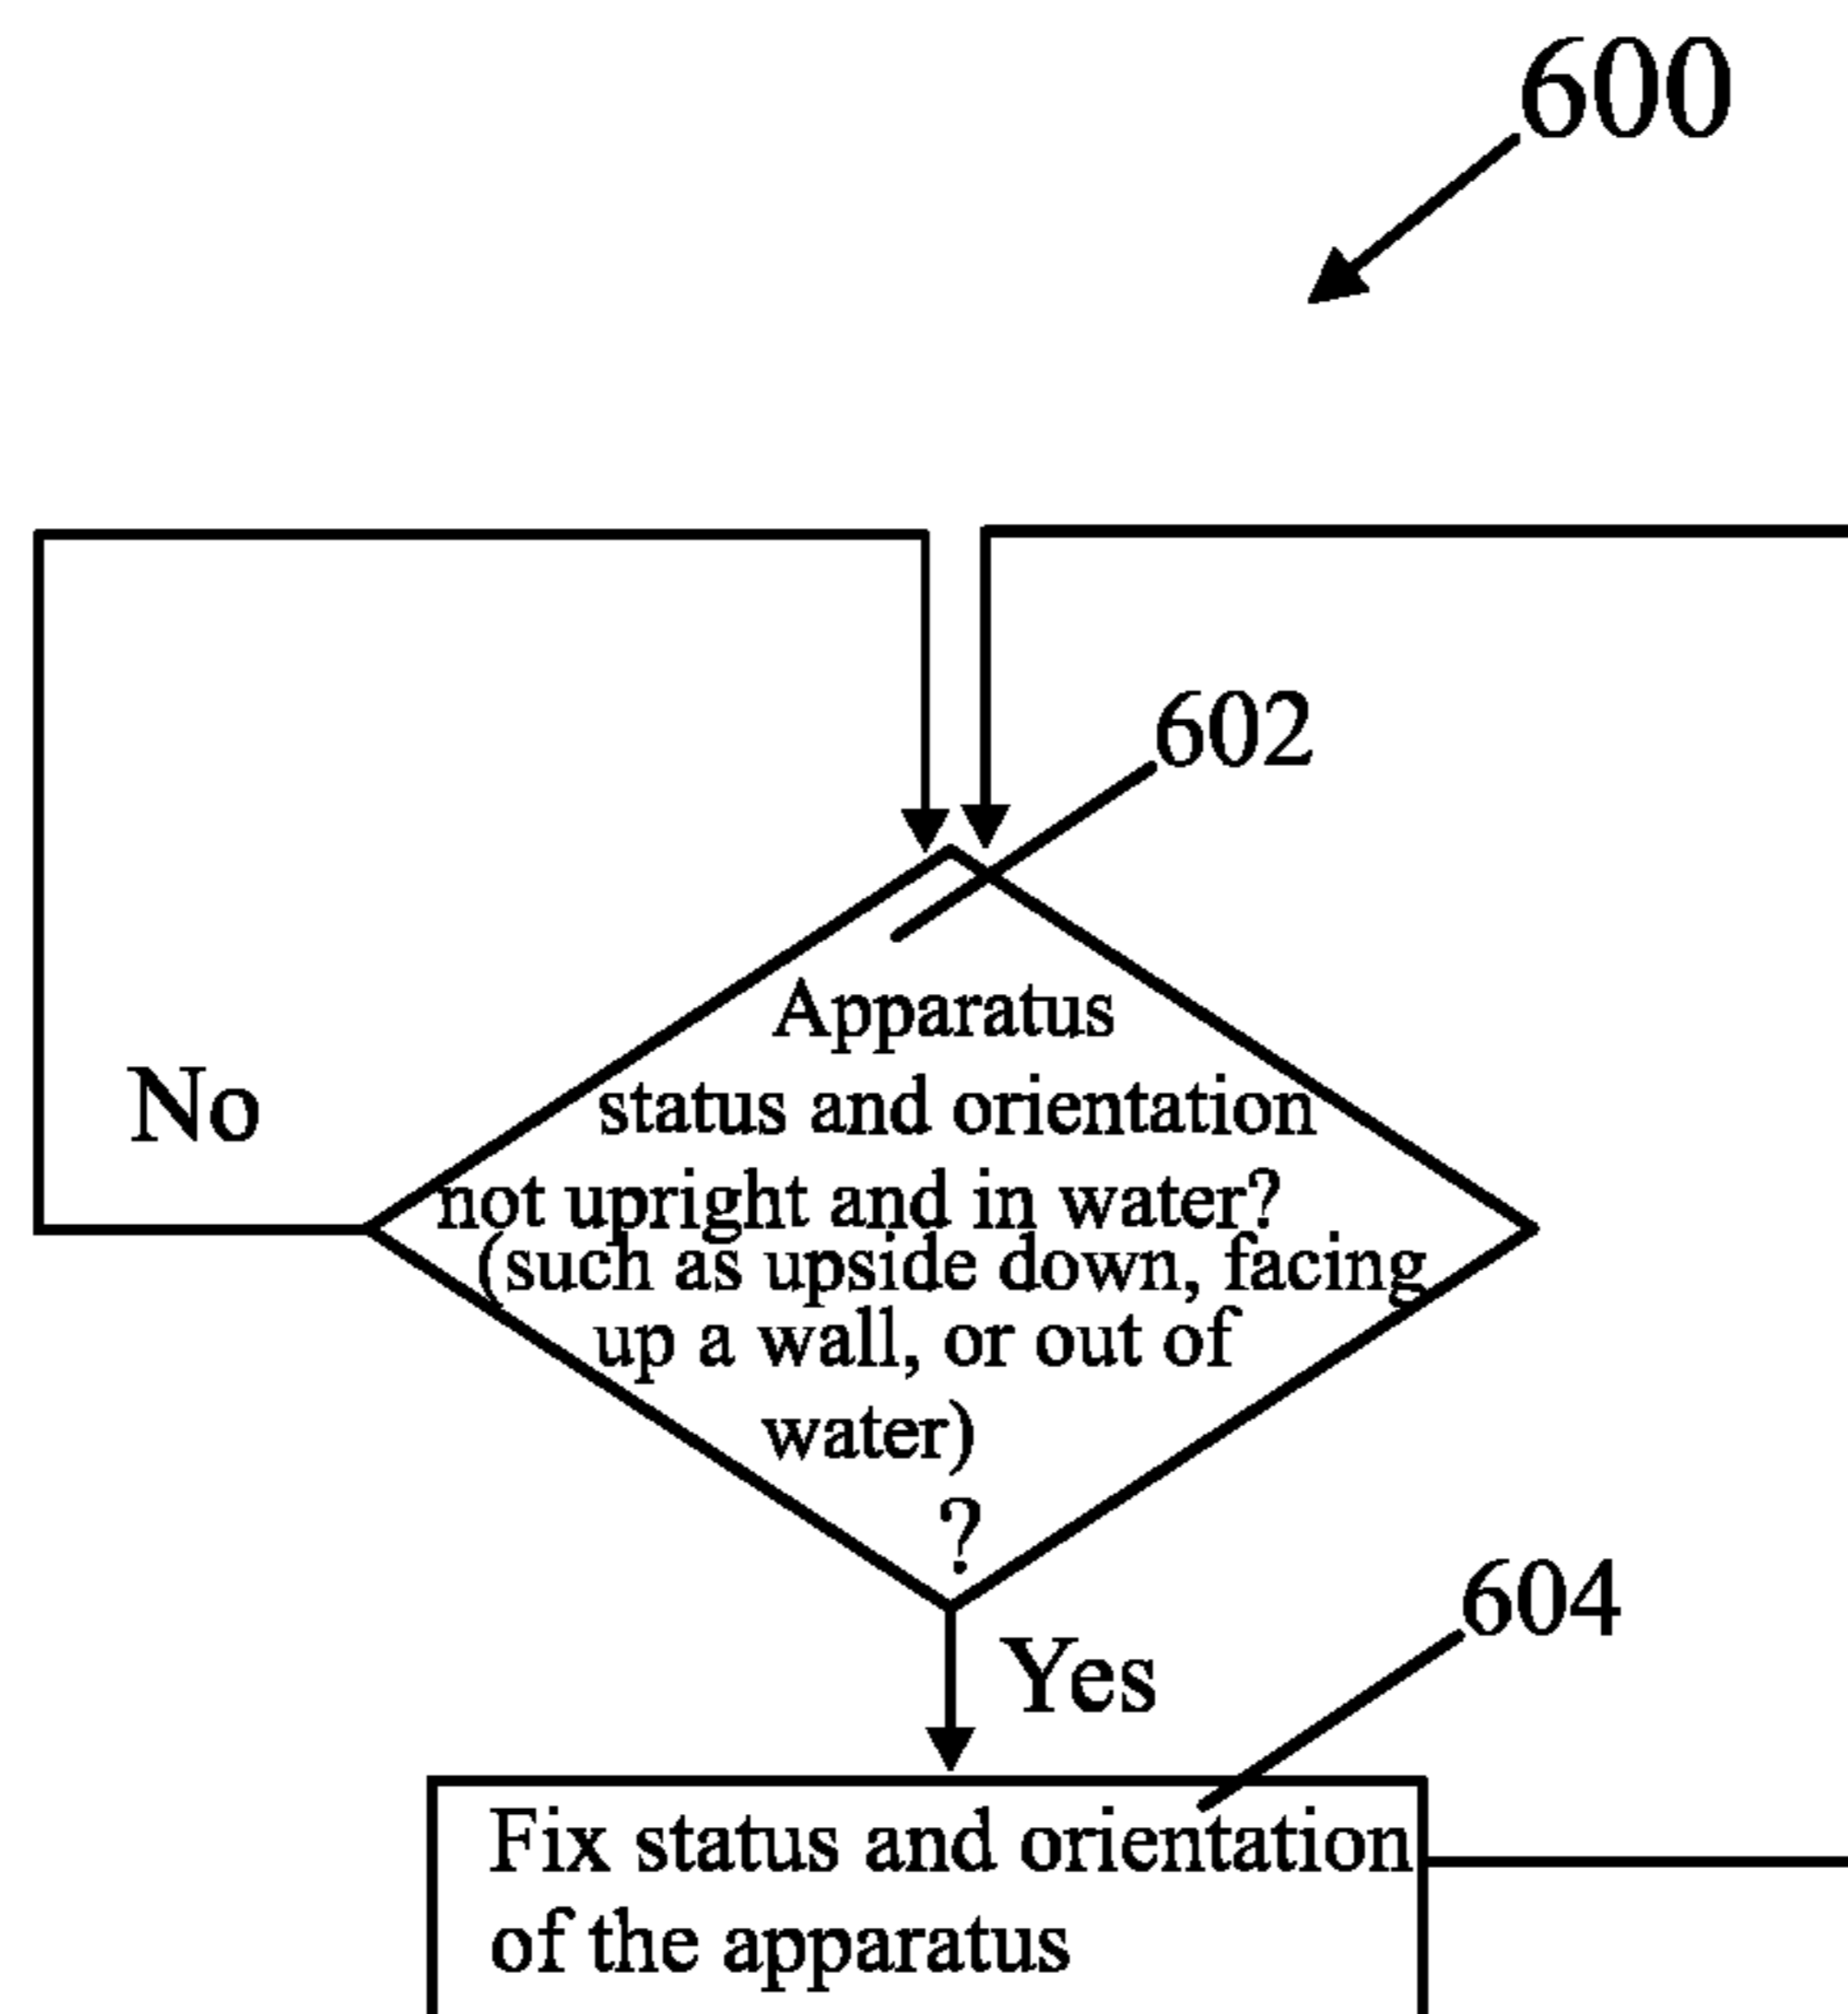 600
602
Apparatus
status and orientation
No
not upright and in water?
(such as upside down, facing
up a wall, or out of
water)
?
604
Yes
Fix status and orientation
of the apparatus